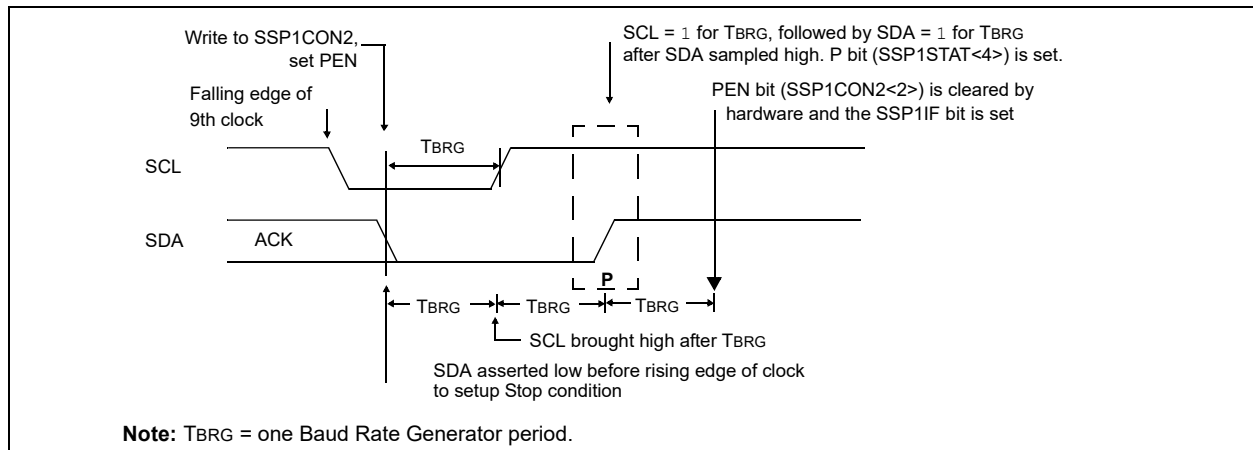 Write to SSP1CON2,
set PEN
SCL = 1 for TBRG, followed by SDA = 1 for TBRG
after SDA sampled high. P bit (SSP1STAT<4>) is set.
Falling edge of
9th clock
PEN bit (SSP1CON2<2>) is cleared by
hardware and the SSP1IF bit is set
TBRG
SCL
SDA
ACK
P
TBRG
TBRG
TBRG
SCL brought high after TBRG
SDA asserted low before rising edge of clock
to setup Stop condition
Note: TBRG = one Baud Rate Generator period.